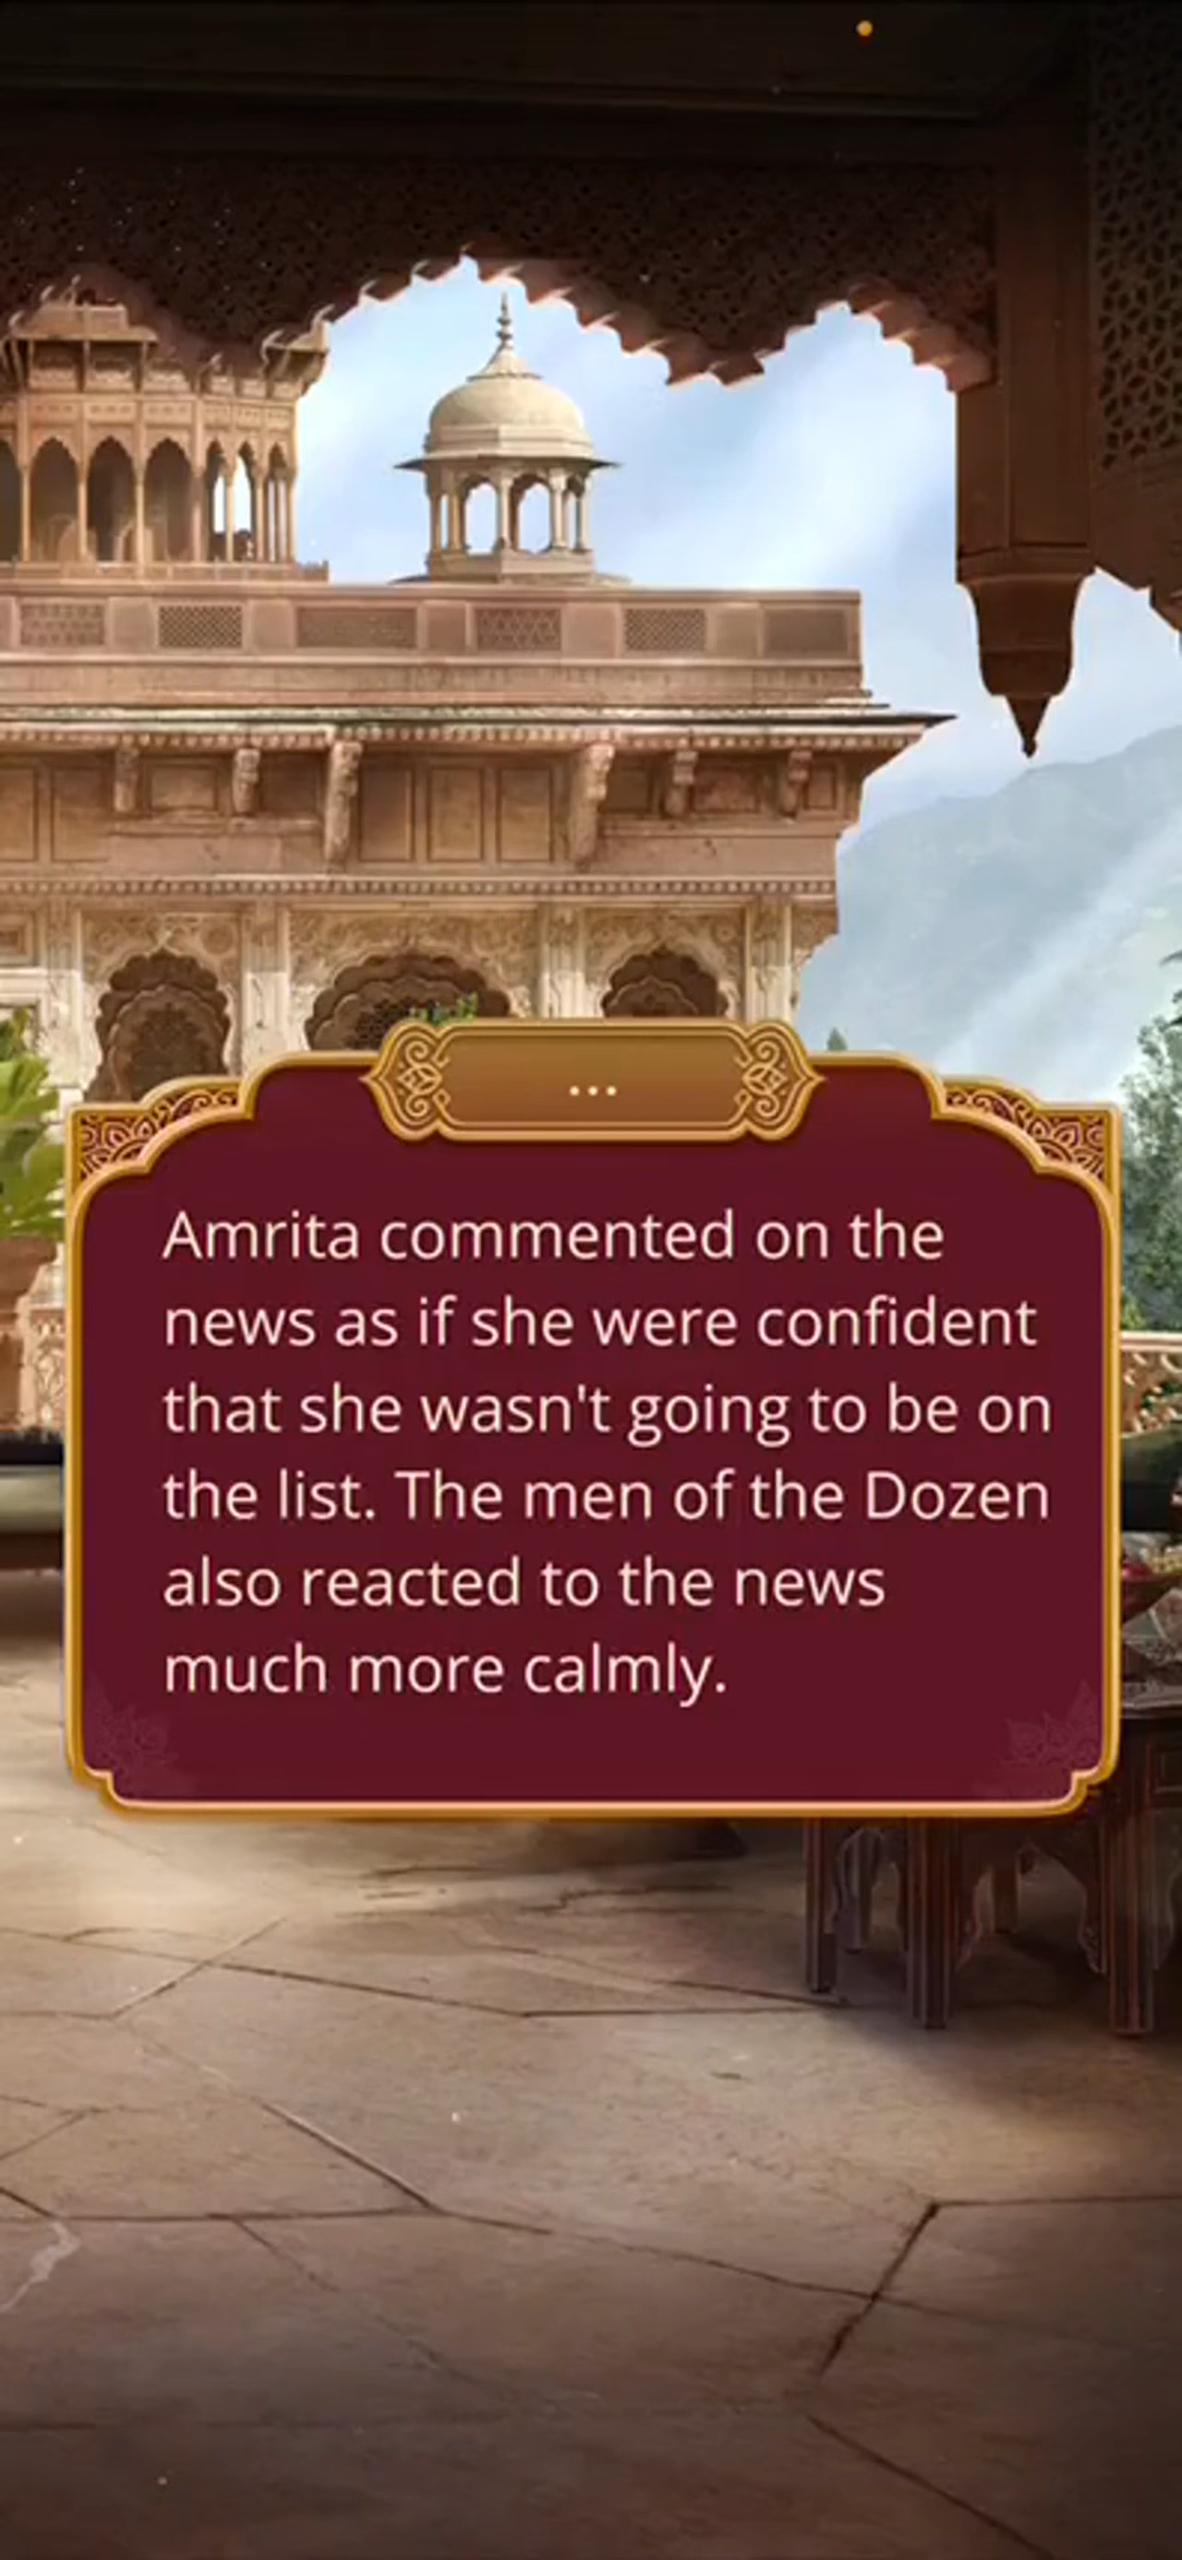 ...
Amrita commented on the
news as if she were confident
that she wasn't going to be on
the list. The men of the Dozen
also reacted to the news
much more calmly.